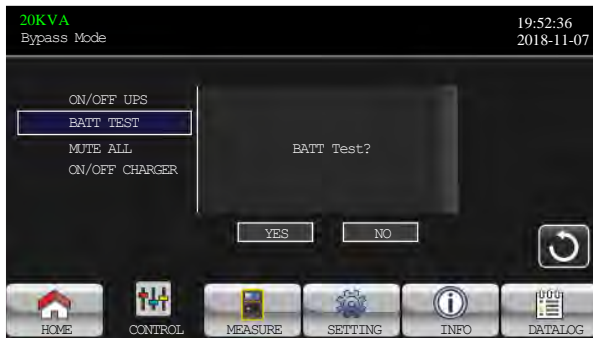 20KVA
Bypass Mode
19:52:36
2018-11-07
ON/OFF UPS
BATT TEST
MUTE ALL
ON/OFF CHARGER
BATT Test?
YES
NO
HOME
CONTROL
MEASURE
SETTING
INFO
DATALOG